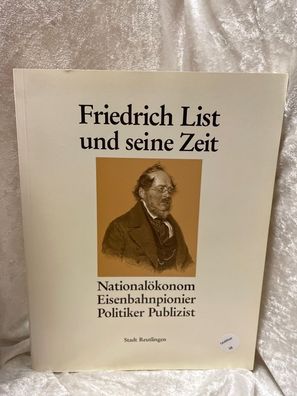 Friedrich List
und seine Zeit
Nationalökonom
Eisenbahnpionier
Politiker Publizist
Stadt Reutlingen